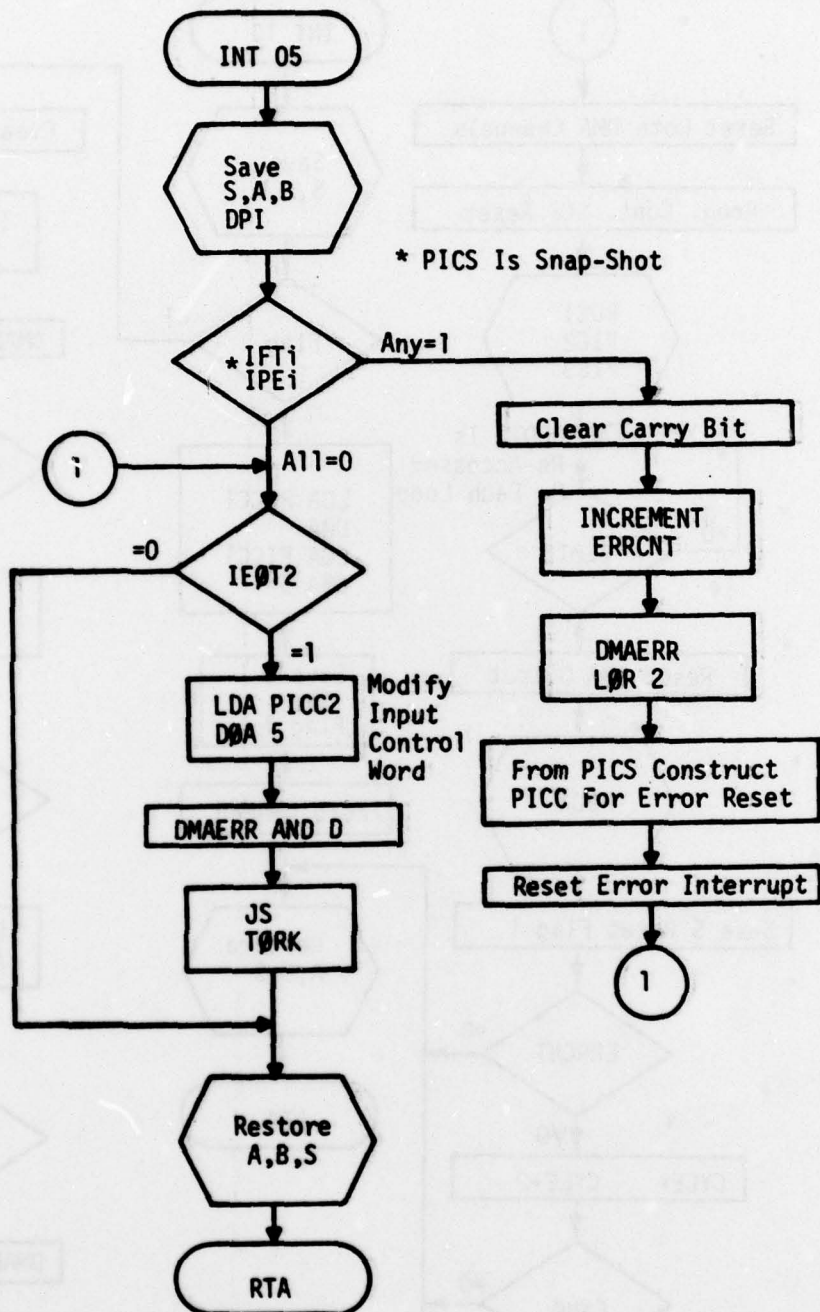 INT 05
Save
S,A,B
DPI
* PICS Is Snap-Shot
* IFTi
IPEi
Any=1
Clear Carry Bit
i
All=0
INCREMENT
ERRCNT
=0
IEØT2
=1
DMAERR
LØR 2
LDA PICC2
DØA 5
Modify
Input
Control
Word
From PICS Construct
PICC For Error Reset
DMAERR AND D
Reset Error Interrupt
JS
TØRK
1
Restore
A,B,S
RTA